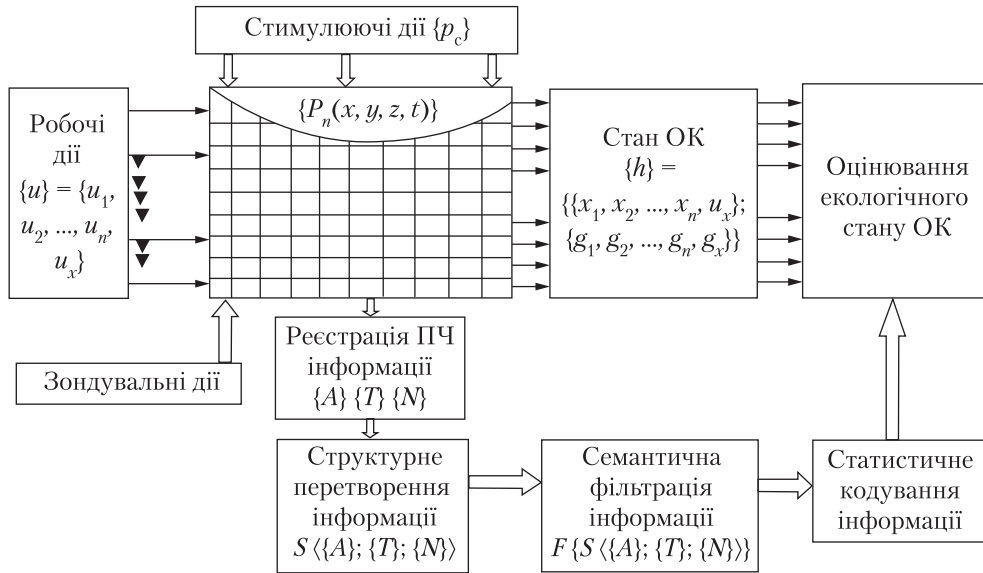 Стимулюючі дії {p_c}
Робочі
дії
{u} = {u_1,
u_2, ..., u_n,
u_x}
{P_n(x, y, z, t)}
Стан ОК
{h} =
{{x_1, x_2, ..., x_n, u_x};
{g_1, g_2, ..., g_n, g_x}}
Оцінювання
екологічного
стану ОК
Зондувальні дії
Реєстрація ПЧ
інформації
{A} {T} {N}
Структурне
перетворення
інформації
S ⟨{A}; {T}; {N}⟩
Семантична
фільтрація
інформації
F {S ⟨{A}; {T}; {N}⟩}
Статистичне
кодування
інформації